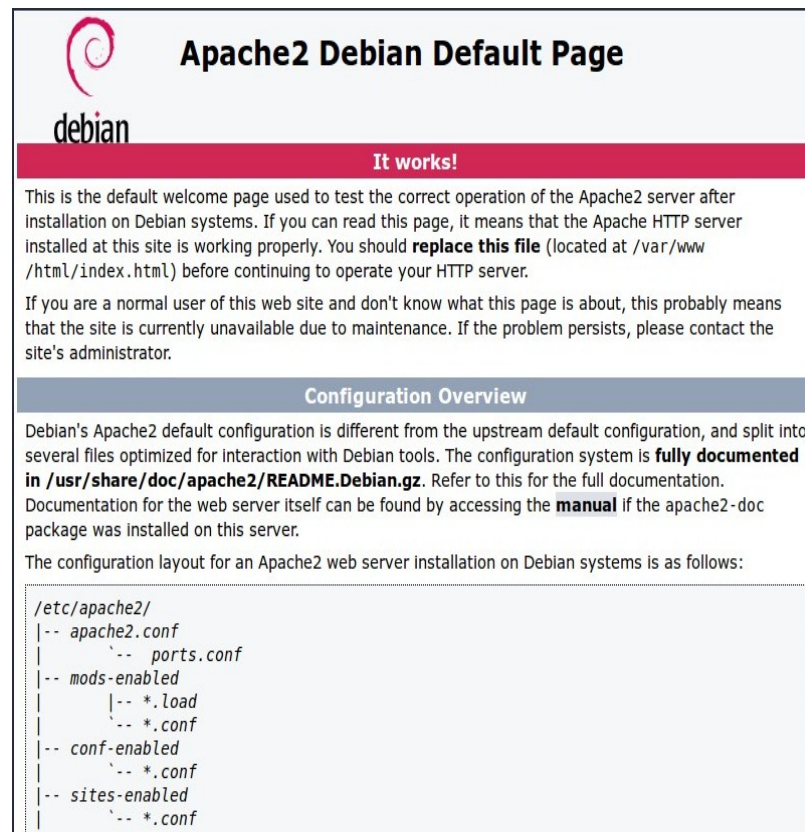 debian
Apache2 Debian Default Page
It works!
This is the default welcome page used to test the correct operation of the Apache2 server after
installation on Debian systems. If you can read this page, it means that the Apache HTTP server
installed at this site is working properly. You should replace this file (located at /var/www
/html/index.html) before continuing to operate your HTTP server.
If you are a normal user of this web site and don't know what this page is about, this probably means
that the site is currently unavailable due to maintenance. If the problem persists, please contact the
site's administrator.
Configuration Overview
Debian's Apache2 default configuration is different from the upstream default configuration, and split into
several files optimized for interaction with Debian tools. The configuration system is fully documented
in /usr/share/doc/apache2/README.Debian.gz. Refer to this for the full documentation.
Documentation for the web server itself can be found by accessing the manual if the apache2-doc
package was installed on this server.
The configuration layout for an Apache2 web server installation on Debian systems is as follows:
/etc/apache2/
|-- apache2.conf
|       `--  ports.conf
|-- mods-enabled
|       |-- *.load
|       `-- *.conf
|-- conf-enabled
|       `-- *.conf
|-- sites-enabled
|       `-- *.conf